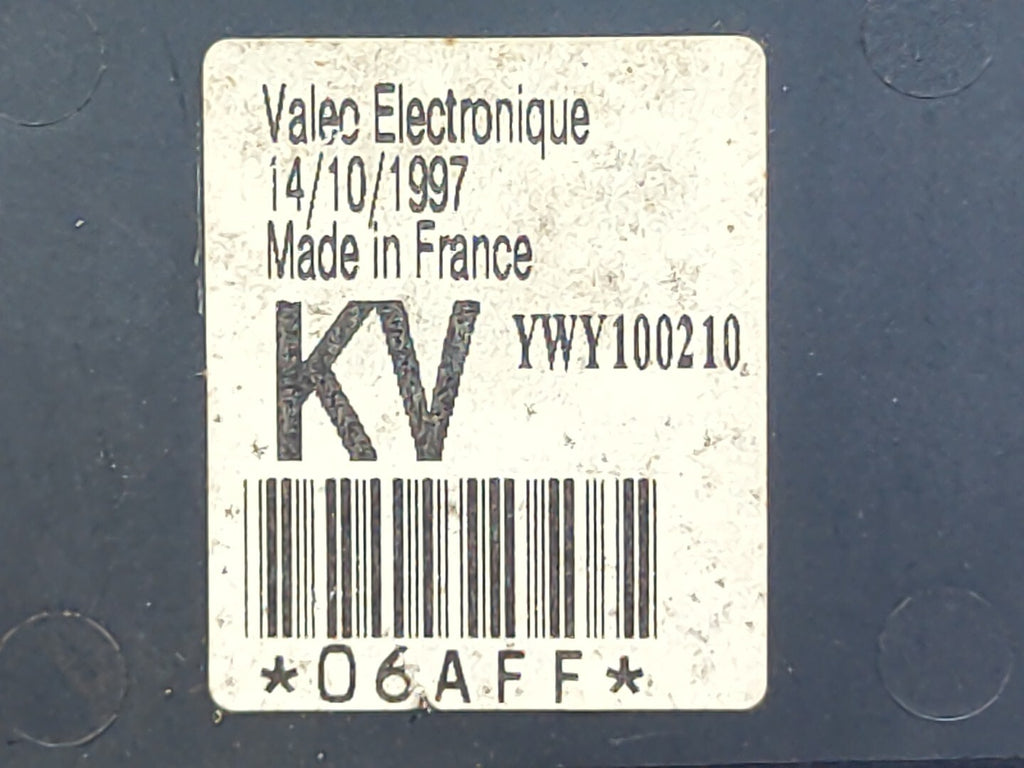 Valeo Electronique
14/10/1997
Made in France
KV YWY100210
*06AFF*